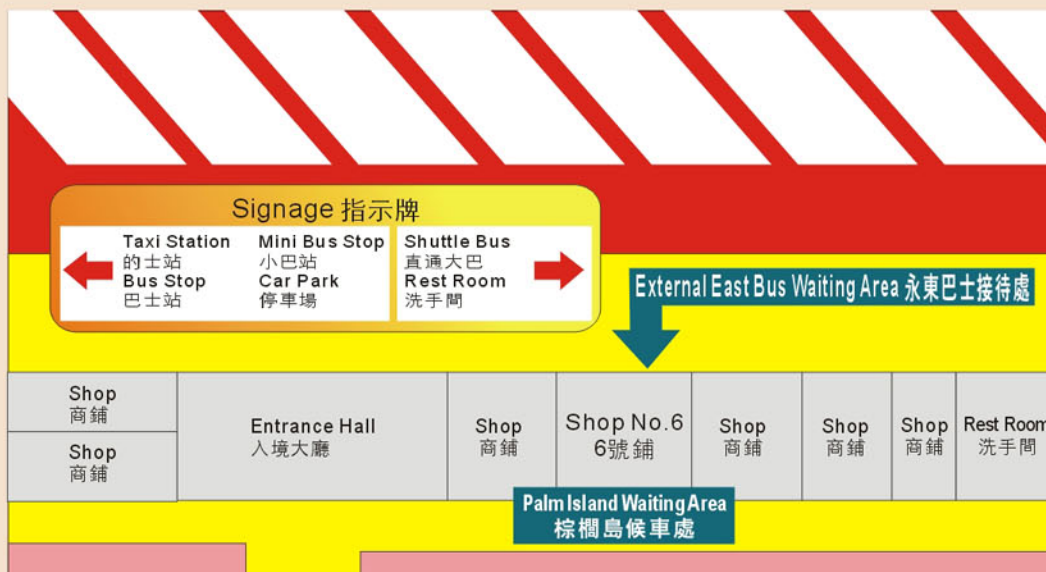 Signage 指示牌
Taxi Station
的士站
Bus Stop
巴士站
Mini Bus Stop
小巴站
Car Park
停車場
Shuttle Bus
直通大巴
Rest Room
洗手間
External East Bus Waiting Area 永東巴士接待處
Shop
商鋪
Shop
商鋪
Entrance Hall
入境大廳
Shop
商鋪
Shop No.6
6號鋪
Shop
商鋪
Shop
商鋪
Shop
商鋪
Rest Room
洗手間
Palm Island Waiting Area
棕櫚島候車處